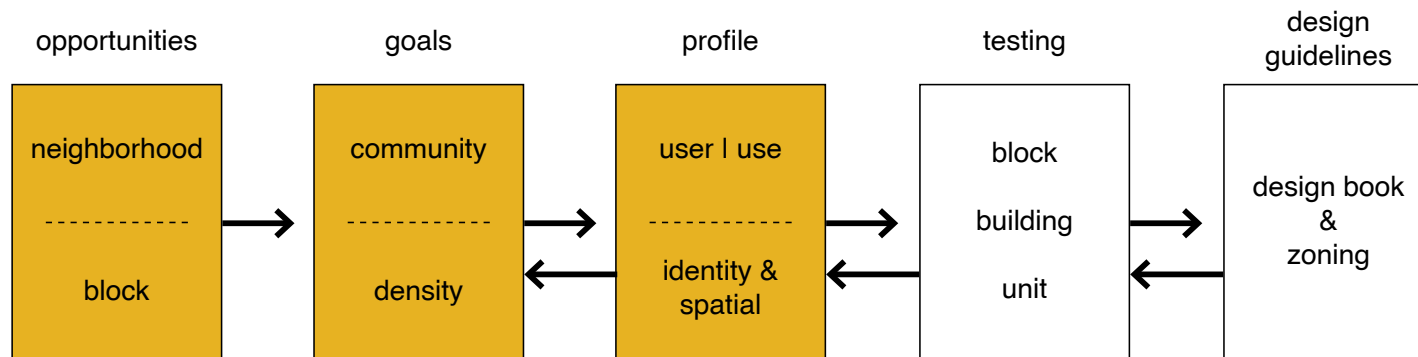 opportunities
goals
profile
testing
design
guidelines
neighborhood
block
community
density
user | use
identity &
spatial
block
building
unit
design book
&
zoning